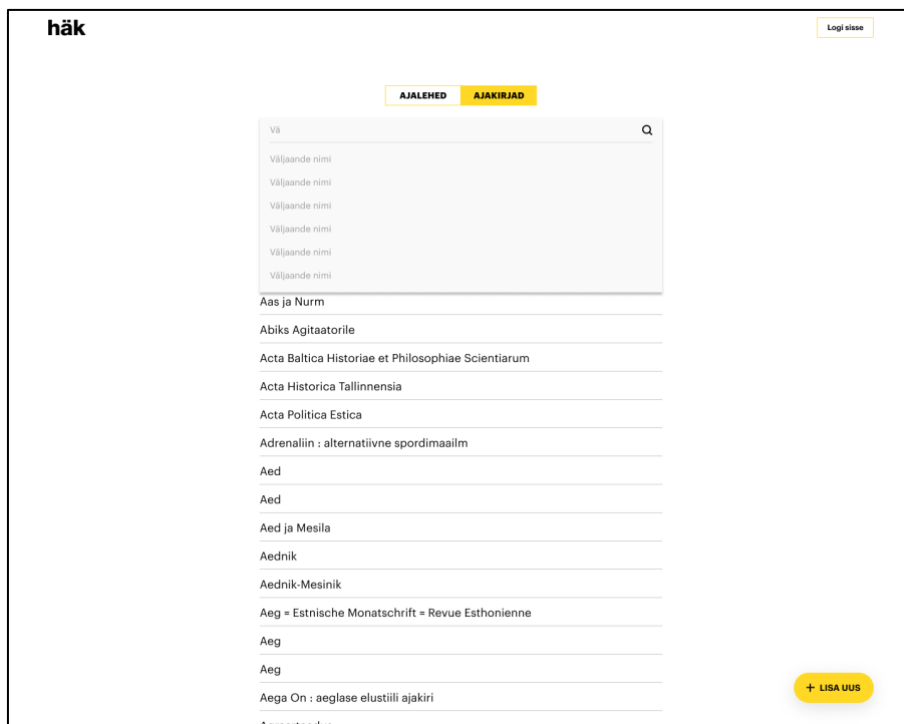 häk
Logi sisse
AJALEHED AJAKIRJAD
Vä
Väljaande nimi
Väljaande nimi
Väljaande nimi
Väljaande nimi
Väljaande nimi
Väljaande nimi
Aas ja Nurm
Abiks Agitaatorile
Acta Baltica Historiae et Philosophiae Scientiarum
Acta Historica Tallinnensia
Acta Politica Estica
Adrenaliin : alternatiivne spordimaailm
Aed
Aed
Aed ja Mesila
Aednik
Aednik-Mesinik
Aeg = Estnische Monatschrift = Revue Esthonienne
Aeg
Aeg
Aega On : aeglase elustiili ajakiri
+ LISA UUS